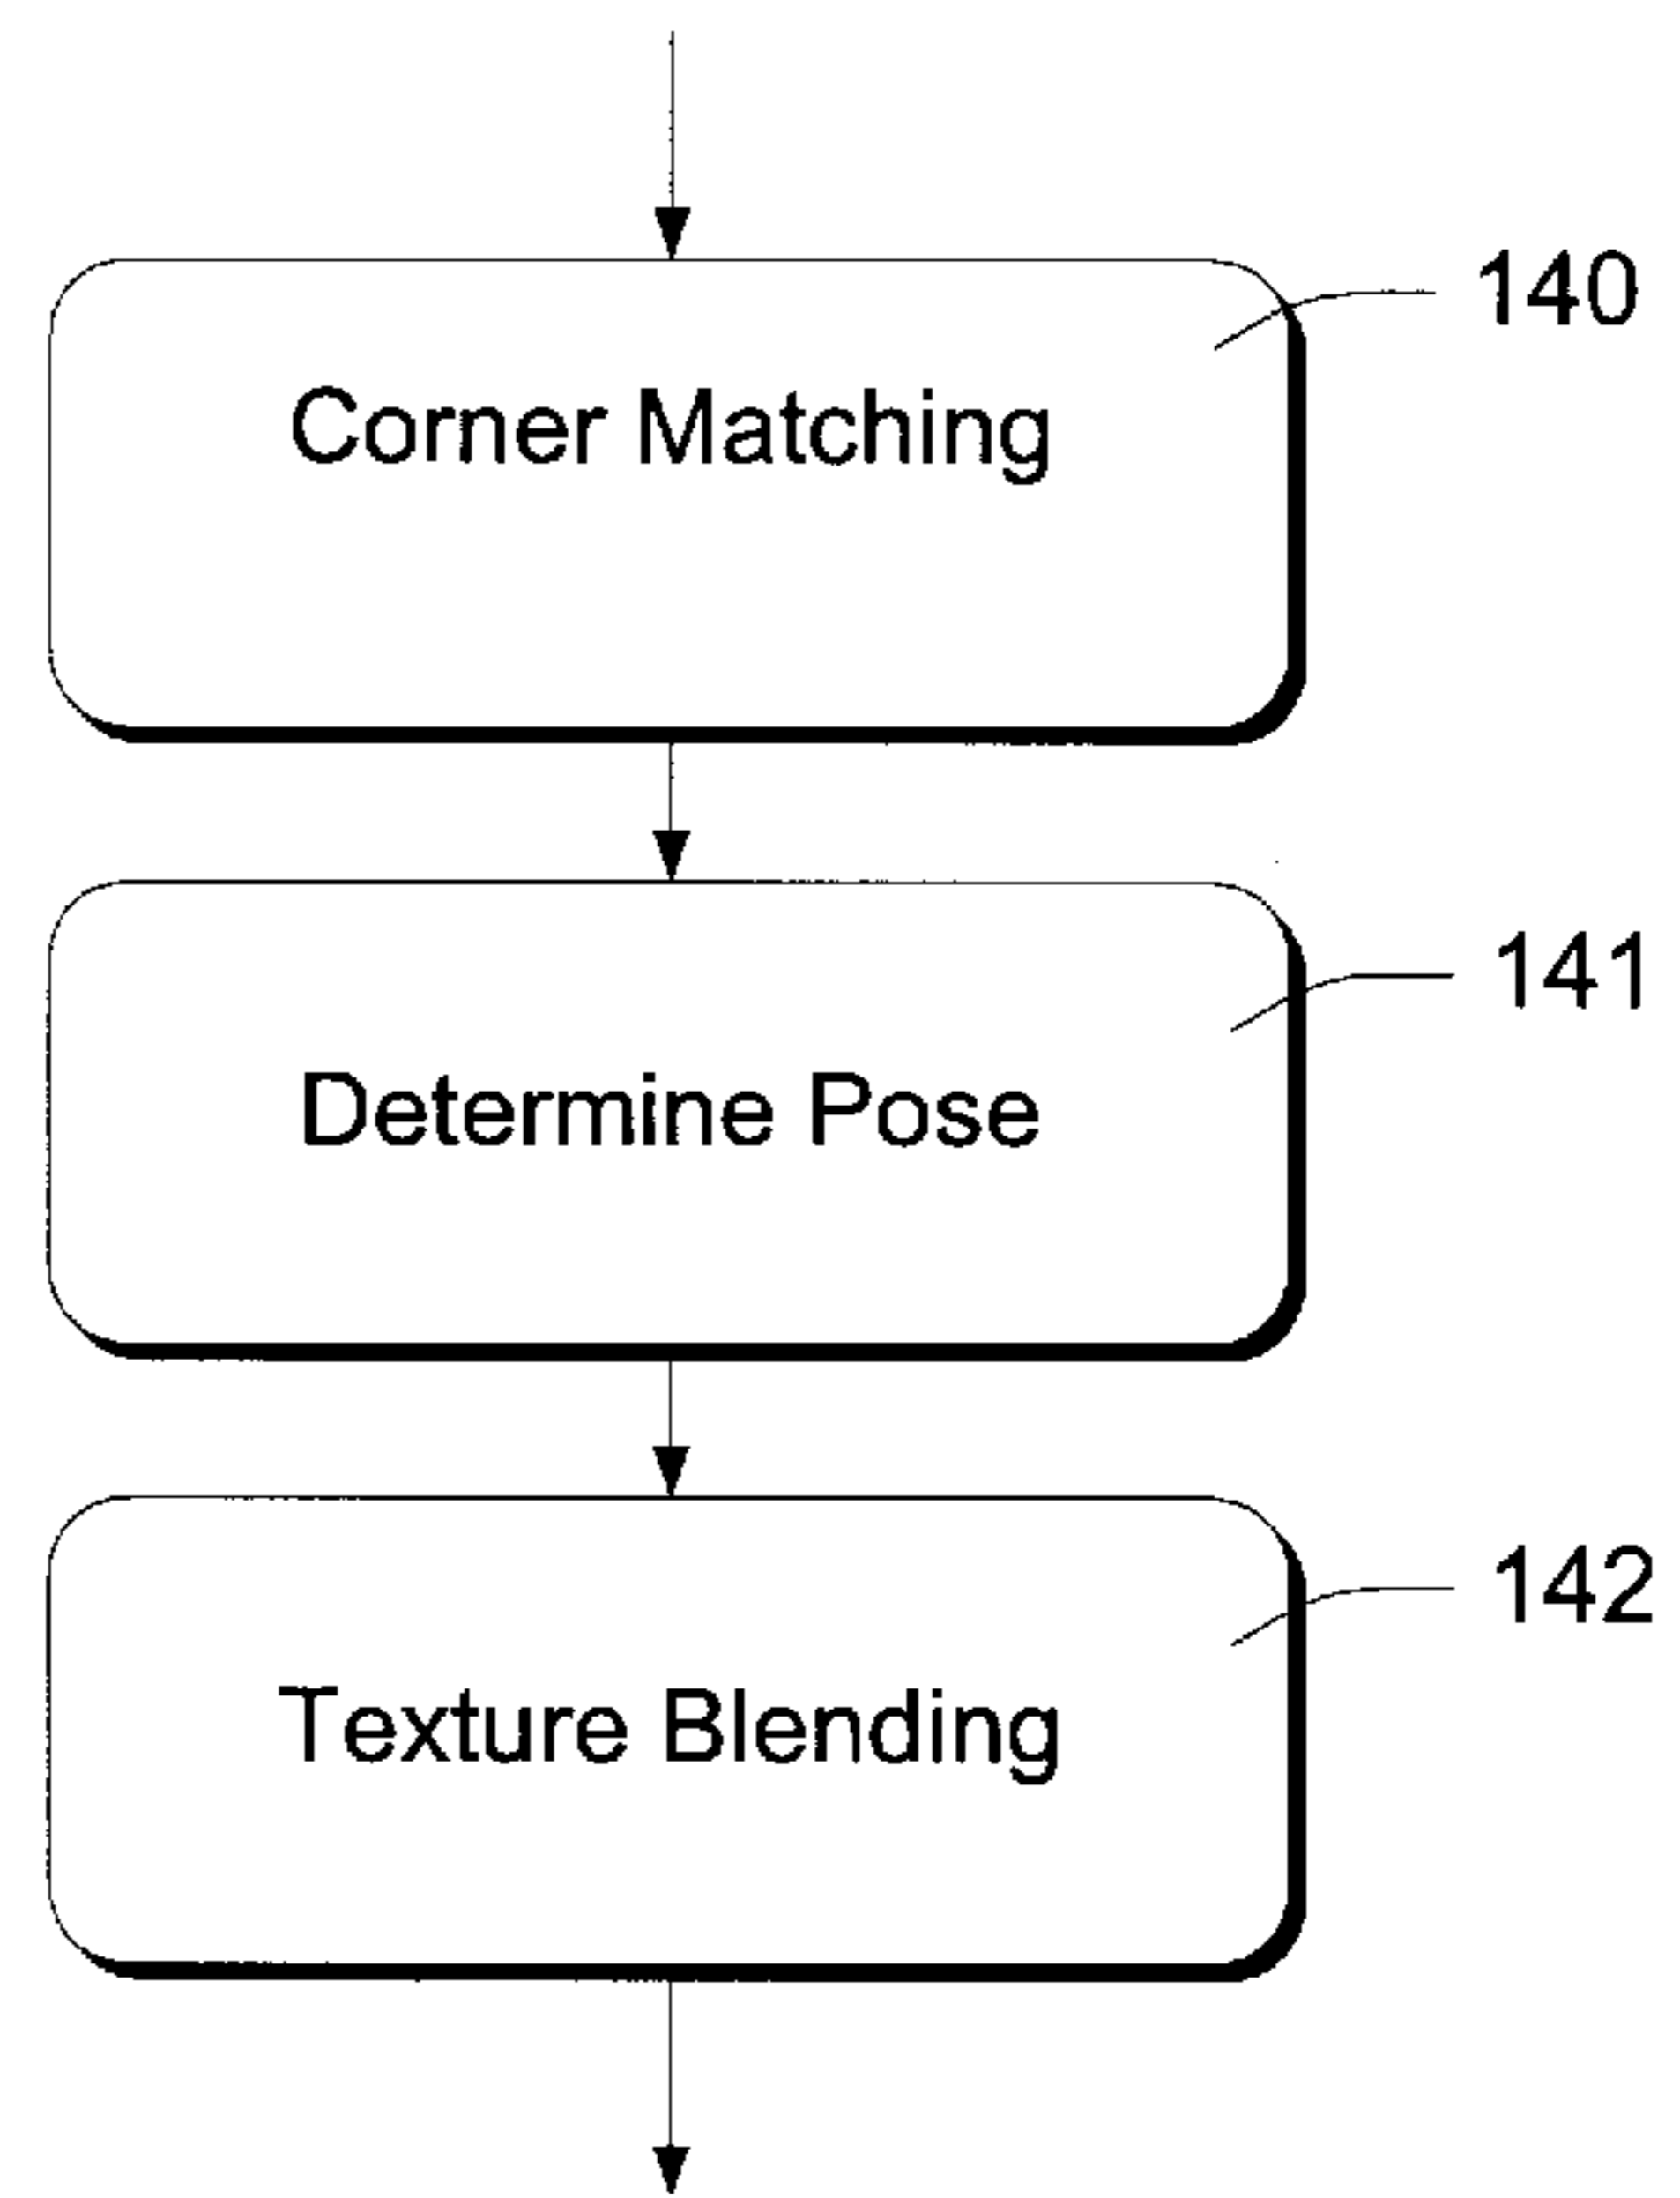 140
Corner Matching
141
Determine Pose
142
Texture Blending